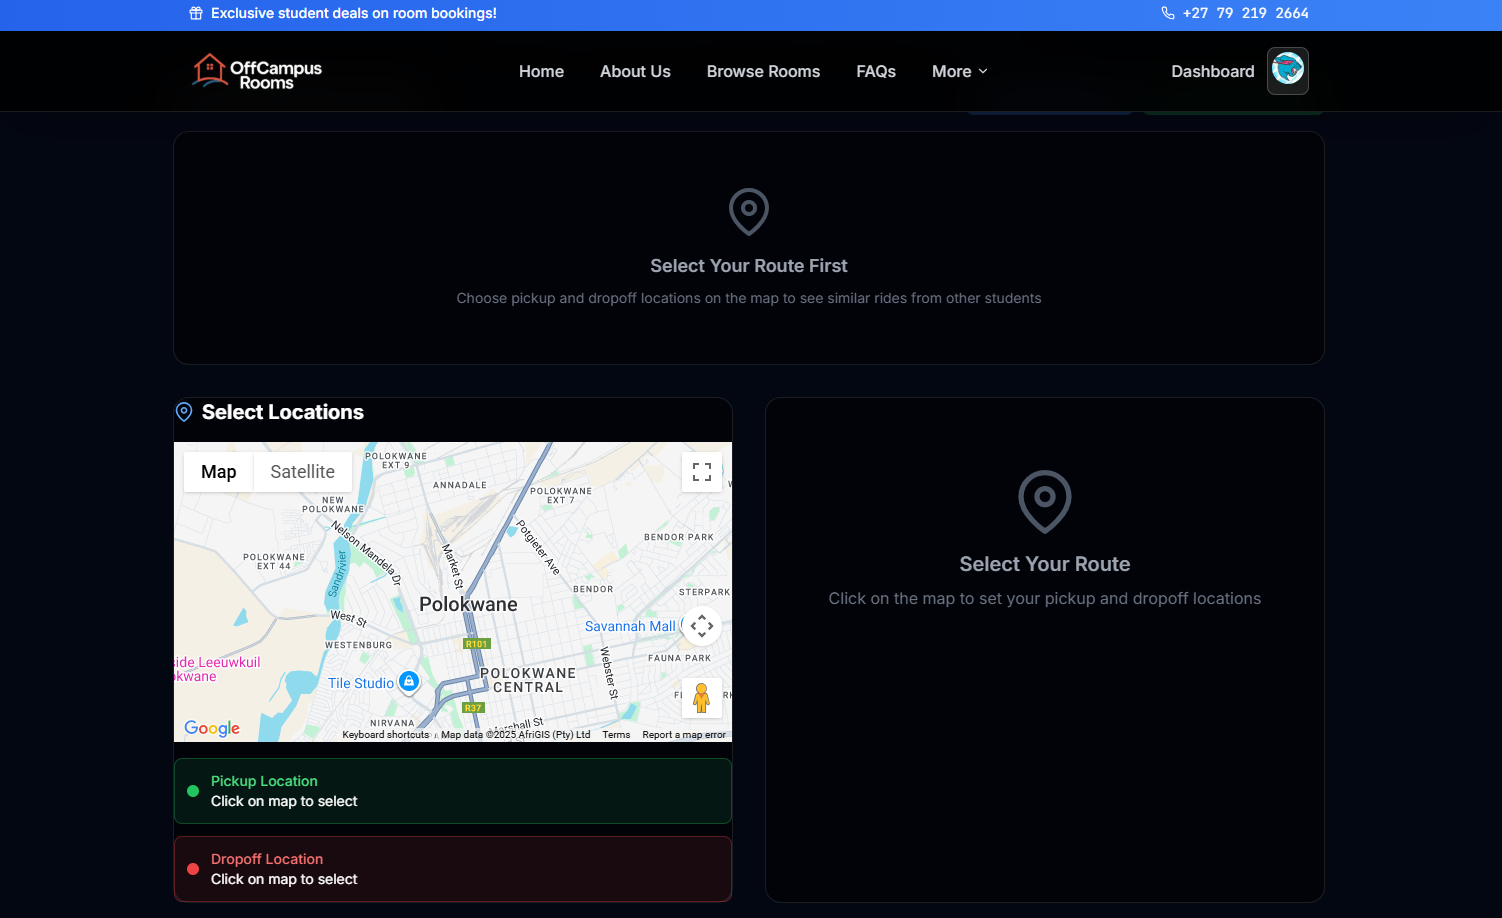 Exclusive student deals on room bookings!
+27 79 219 2664
OffCampus
Rooms
Home
About Us
Browse Rooms
FAQs
More
Dashboard
Select Your Route First
Choose pickup and dropoff locations on the map to see similar rides from other students
Select Locations
Map
Satellite
POLOKWANE
EXT 9
ANNADALE
POLOKWANE
EXT 7
NEW
POLOKWANE
Nelson Mandela Dr
Potgieter Ave
Market St
BENDOR PARK
POLOKWANE
EXT 44
Sandrivier
BENDOR
STERPARK
Polokwane
West St
Savannah Mall
R101
WESTENBURG
FAUNA PARK
side Leeuwkuil
okwane
Webster St
Tile Studio
POLOKWANE
CENTRAL
R37
NIRVANA
Marshall St
Google
Keyboard shortcuts
Map data ©2025 AfriGIS (Pty) Ltd
Terms
Report a map error
Pickup Location
Click on map to select
Dropoff Location
Click on map to select
Select Your Route
Click on the map to set your pickup and dropoff locations